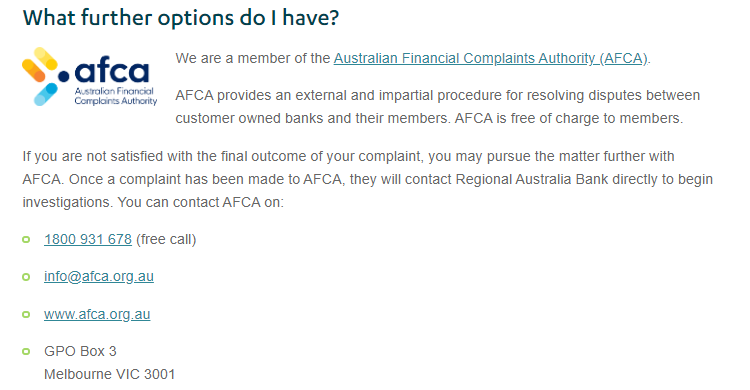 What further options do I have?
afca
Australian Financial
Complaints Authority
We are a member of the Australian Financial Complaints Authority (AFCA).
AFCA provides an external and impartial procedure for resolving disputes between
customer owned banks and their members. AFCA is free of charge to members.
If you are not satisfied with the final outcome of your complaint, you may pursue the matter further with
AFCA. Once a complaint has been made to AFCA, they will contact Regional Australia Bank directly to begin
investigations. You can contact AFCA on:
1800 931 678 (free call)
info@afca.org.au
www.afca.org.au
GPO Box 3
Melbourne VIC 3001